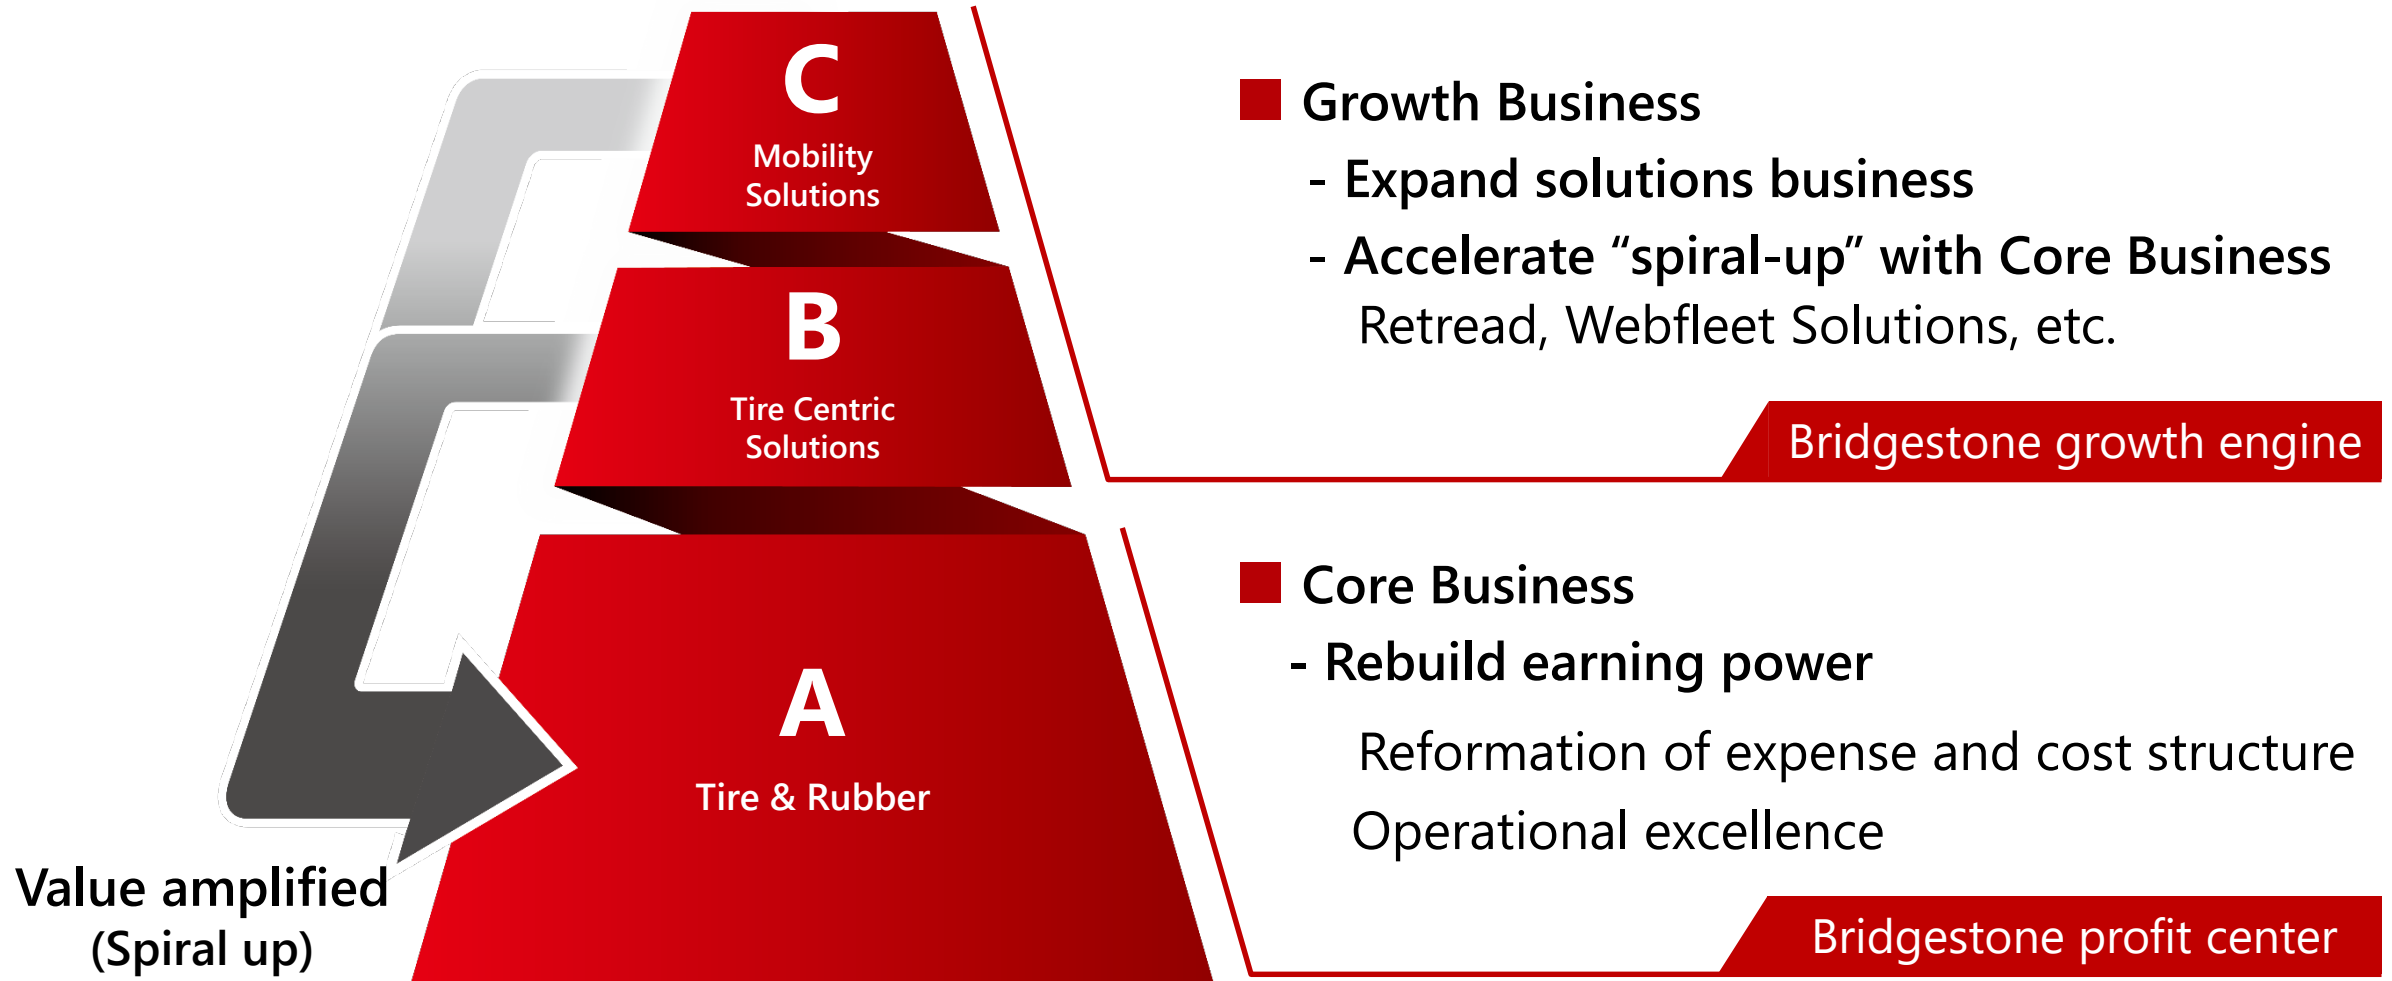 C
Mobility
Solutions
B
Tire Centric
Solutions
A
Tire & Rubber
Value amplified
(Spiral up)
Growth Business
- Expand solutions business
- Accelerate “spiral-up” with Core Business
Retread, Webfleet Solutions, etc.
Bridgestone growth engine
Core Business
- Rebuild earning power
Reformation of expense and cost structure
Operational excellence
Bridgestone profit center